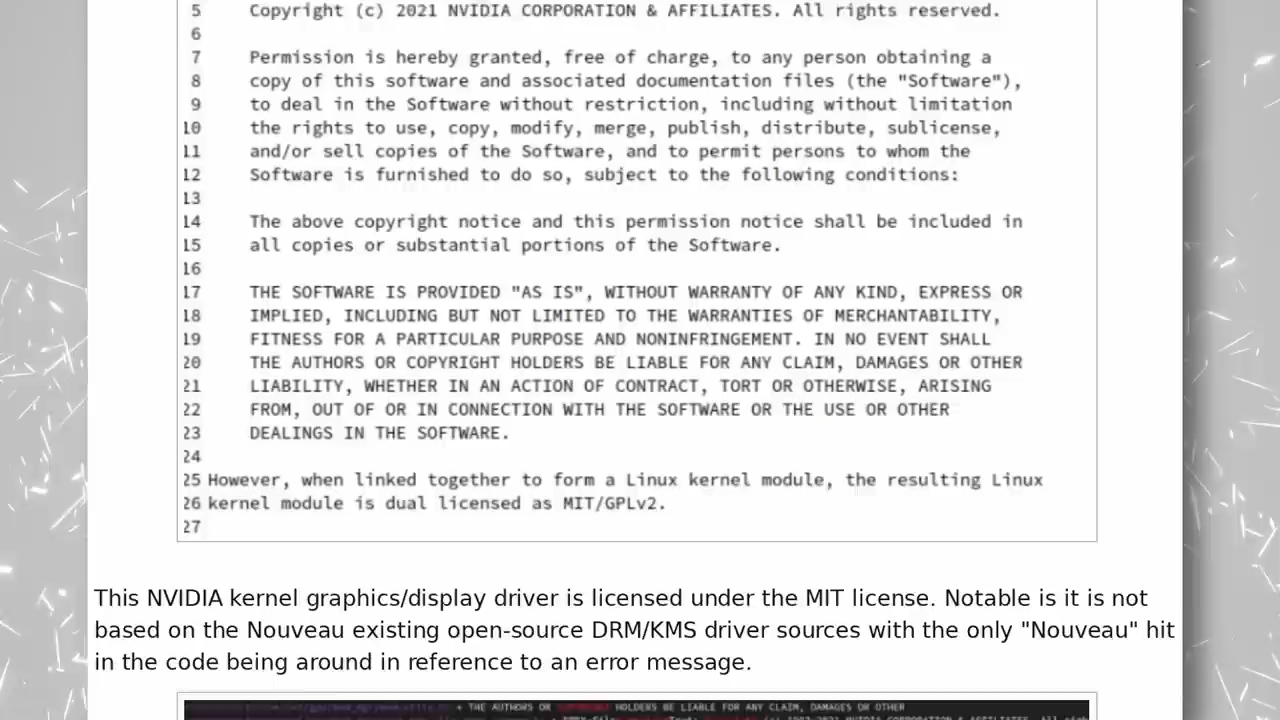 5 Copyright (c) 2021 NVIDIA CORPORATION & AFFILIATES. All rights reserved.
6
7 Permission is hereby granted, free of charge, to any person obtaining a
8 copy of this software and associated documentation files (the "Software"),
9 to deal in the Software without restriction, including without limitation
10 the rights to use, copy, modify, merge, publish, distribute, sublicense,
11 and/or sell copies of the Software, and to permit persons to whom the
12 Software is furnished to do so, subject to the following conditions:
13
14 The above copyright notice and this permission notice shall be included in
15 all copies or substantial portions of the Software.
16
17 THE SOFTWARE IS PROVIDED "AS IS", WITHOUT WARRANTY OF ANY KIND, EXPRESS OR
18 IMPLIED, INCLUDING BUT NOT LIMITED TO THE WARRANTIES OF MERCHANTABILITY,
19 FITNESS FOR A PARTICULAR PURPOSE AND NONINFRINGEMENT. IN NO EVENT SHALL
20 THE AUTHORS OR COPYRIGHT HOLDERS BE LIABLE FOR ANY CLAIM, DAMAGES OR OTHER
21 LIABILITY, WHETHER IN AN ACTION OF CONTRACT, TORT OR OTHERWISE, ARISING
22 FROM, OUT OF OR IN CONNECTION WITH THE SOFTWARE OR THE USE OR OTHER
23 DEALINGS IN THE SOFTWARE.
24
25 However, when linked together to form a Linux kernel module, the resulting Linux
26 kernel module is dual licensed as MIT/GPLv2.
27
This NVIDIA kernel graphics/display driver is licensed under the MIT license. Notable is it is not
based on the Nouveau existing open-source DRM/KMS driver sources with the only "Nouveau" hit
in the code being around in reference to an error message.
* THE AUTHORS OR HOLDERS BE LIABLE FOR ANY CLAIM, DAMAGES OR OTHER